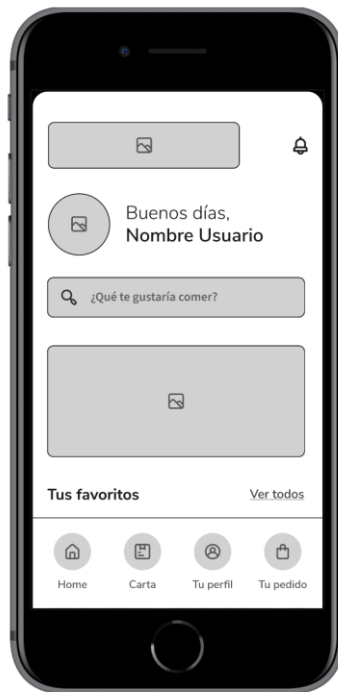 Buenos días,
Nombre Usuario
¿Qué te gustaría comer?
Tus favoritos
Ver todos
Home
Carta
Tu perfil
Tu pedido